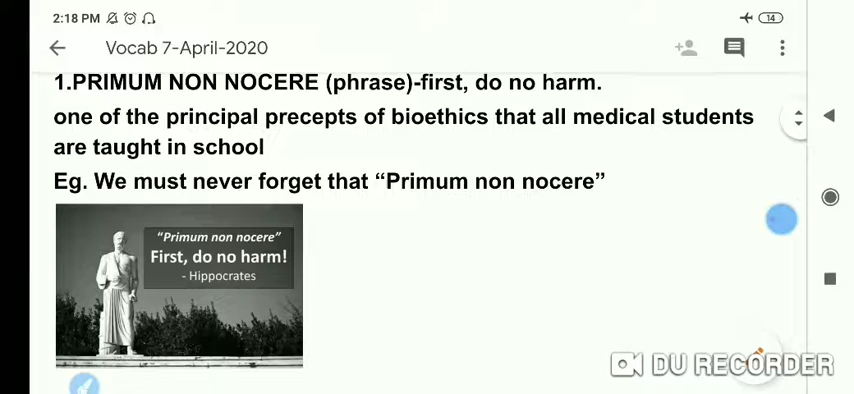 2:18 PM
14
Vocab 7-April-2020
1.PRIMUM NON NOCERE (phrase)-first, do no harm.
one of the principal precepts of bioethics that all medical students
are taught in school
Eg. We must never forget that “Primum non nocere”
“Primum non nocere”
First, do no harm!
- Hippocrates
DU RECORDER